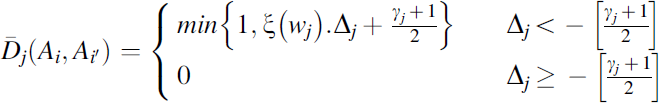 D̄ⱼ(Aᵢ, Aᵢ′) = { min{1, ξ(wⱼ).Δⱼ + (γⱼ + 1)/2}    Δⱼ < − [(γⱼ + 1)/2]
0    Δⱼ ≥ − [(γⱼ + 1)/2]